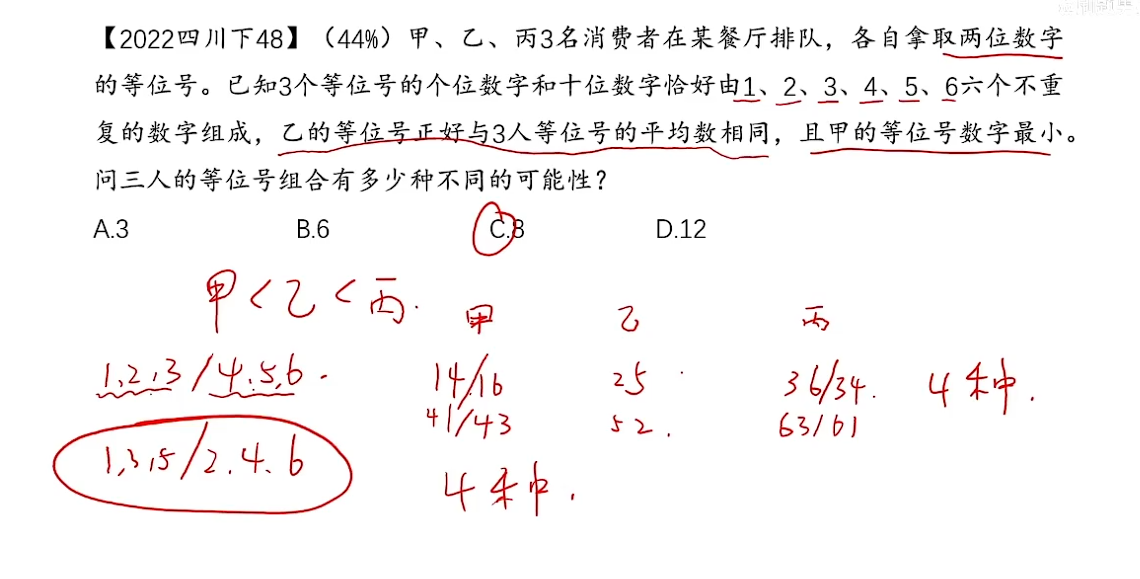 【2022四川下48】（44%）甲、乙、丙3名消费者在某餐厅排队，各自拿取两位数字
的等位号。已知3个等位号的个位数字和十位数字恰好由1、2、3、4、5、6六个不重
复的数字组成，乙的等位号正好与3人等位号的平均数相同，且甲的等位号数字最小。
问三人的等位号组合有多少种不同的可能性？
A.3 B.6 C.8 D.12
甲<乙<丙.
甲 乙 丙
1,2,3/4,5,6. 14/16 25 36/34. 4种.
41/43 52. 63/61
1,3,5/2.4.6
4种.